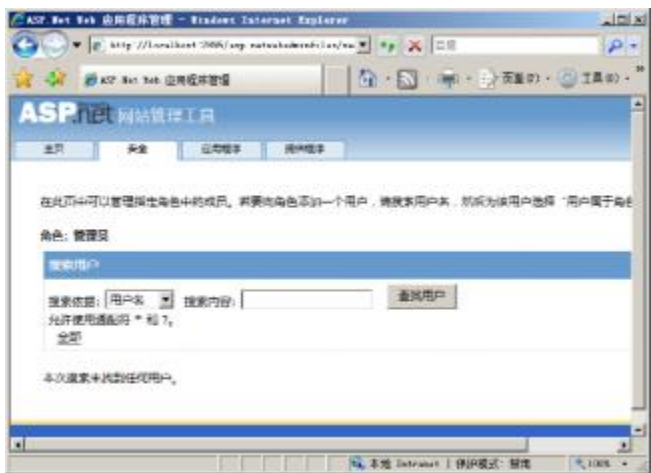 ASP.Net Web 应用程序管理 - Windows Internet Explorer
百度
ASP.Net Web 应用程序管理
页面(P)
工具(O)
ASP.net 网站管理工具
主页 安全 应用程序 提供程序
在此页中可以管理指定角色中的成员。若要向角色添加一个用户，请搜索用户名，然后为该用户选择“用户属于角色
角色: 管理员
搜索用户
搜索依据: 用户名 搜索内容: 查找用户
允许使用通配符 * 和 ?。
全部
本次搜索未找到任何用户。
本地 Intranet | 保护模式: 禁用 100%